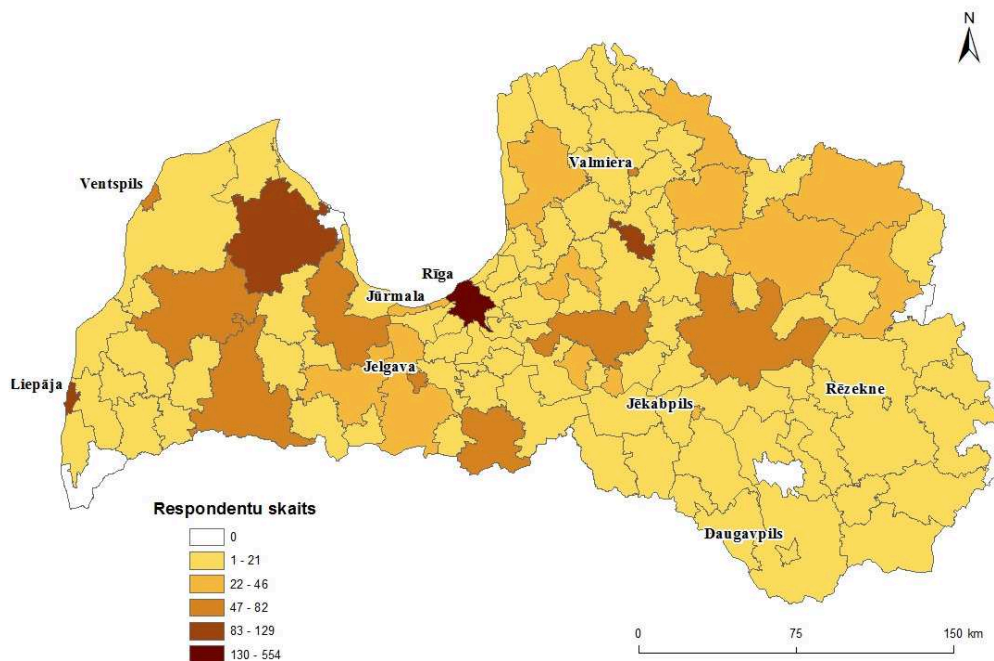 N
Valmiera
Ventspils
Rīga
Jūrmala
Jelgava
Liepāja
Jēkabpils
Rēzekne
Daugavpils
Respondentu skaits
0
1 - 21
22 - 46
47 - 82
83 - 129
130 - 554
0 75 150 km